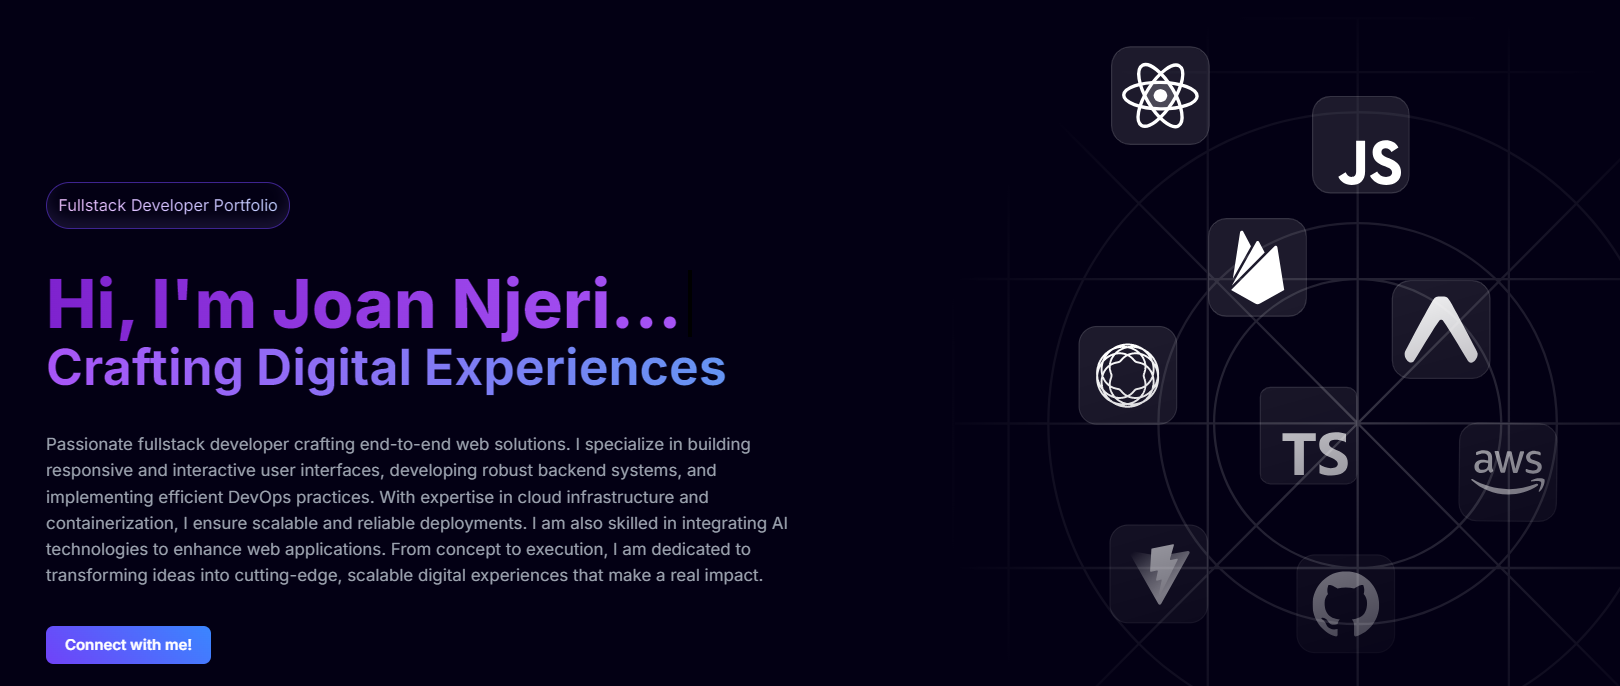 Fullstack Developer Portfolio
Hi, I'm Joan Njeri...
Crafting Digital Experiences
Passionate fullstack developer crafting end-to-end web solutions. I specialize in building
responsive and interactive user interfaces, developing robust backend systems, and
implementing efficient DevOps practices. With expertise in cloud infrastructure and
containerization, I ensure scalable and reliable deployments. I am also skilled in integrating AI
technologies to enhance web applications. From concept to execution, I am dedicated to
transforming ideas into cutting-edge, scalable digital experiences that make a real impact.
Connect with me!
JS
TS
aws